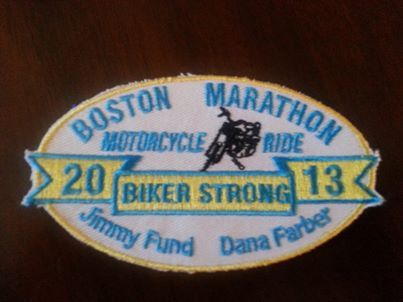 BOSTON MARATHON
MOTORCYCLE RIDE
20 13
BIKER STRONG
Jimmy Fund Dana Farber